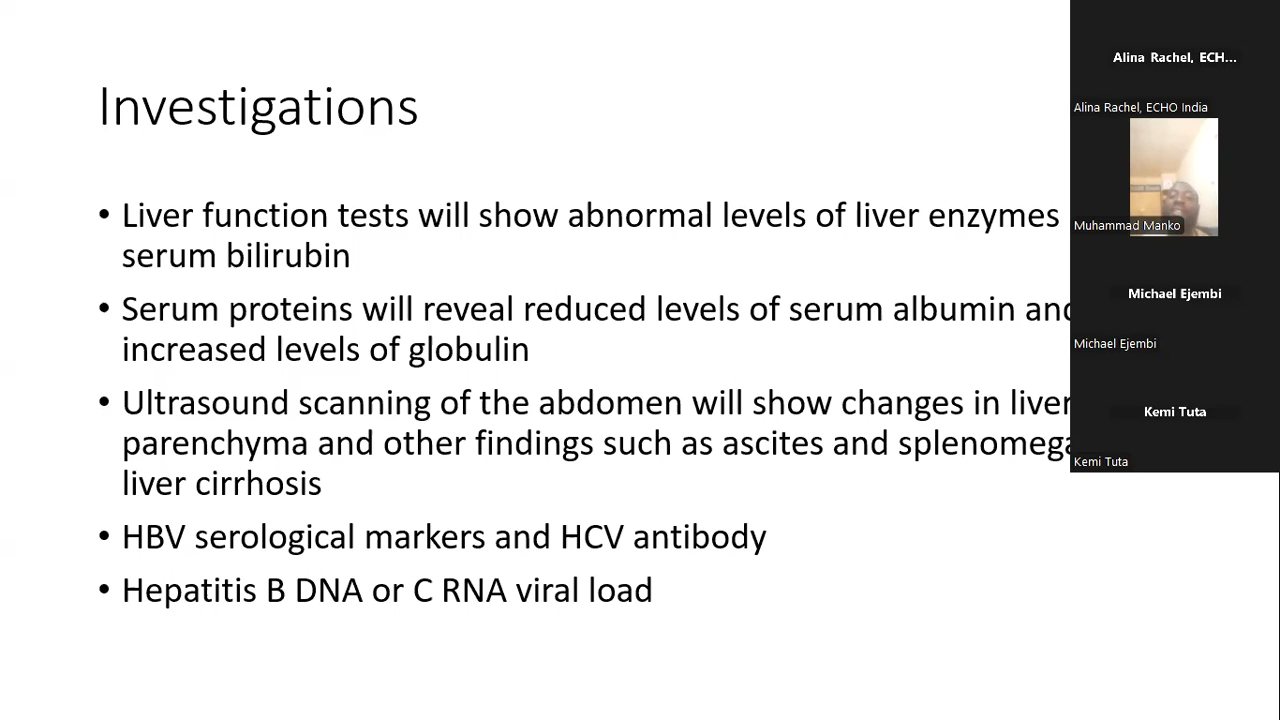 Investigations
• Liver function tests will show abnormal levels of liver enzymes
serum bilirubin
• Serum proteins will reveal reduced levels of serum albumin and
increased levels of globulin
• Ultrasound scanning of the abdomen will show changes in liver
parenchyma and other findings such as ascites and splenomega
liver cirrhosis
• HBV serological markers and HCV antibody
• Hepatitis B DNA or C RNA viral load
Alina Rachel, ECH...
Alina Rachel, ECHO India
Muhammad Manko
Michael Ejembi
Michael Ejembi
Kemi Tuta
Kemi Tuta